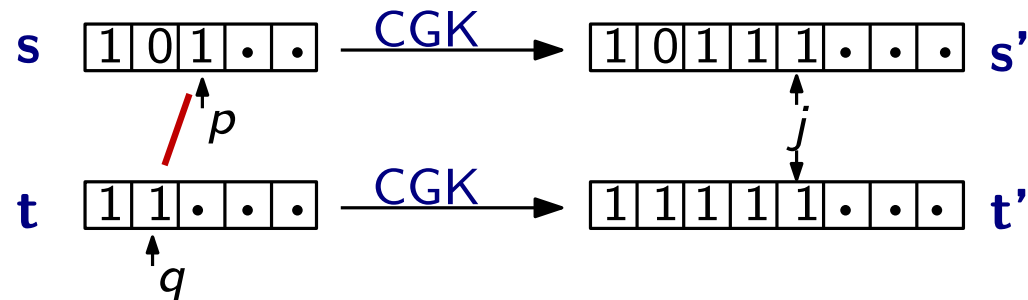 s 1 0 1 . . CGK 1 0 1 1 1 . . . s’
p j
t 1 1 . . . CGK 1 1 1 1 1 . . . t’
q